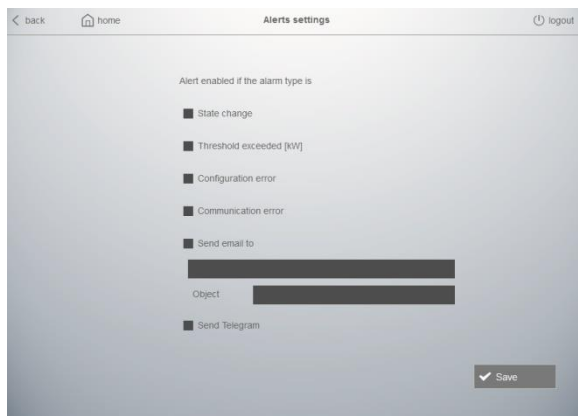 back
home
Alerts settings
logout
Alert enabled if the alarm type is
State change
Threshold exceeded [kW]
Configuration error
Communication error
Send email to
Object
Send Telegram
Save